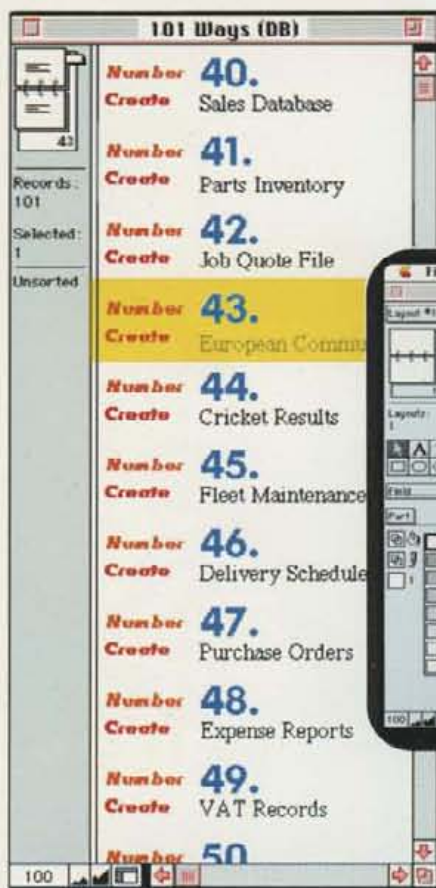 101 Ways (DB)
43
Records:
101
Selected:
1
Unsorted
Number 40.
Create Sales Database
Number 41.
Create Parts Inventory
Number 42.
Create Job Quote File
Number 43.
Create European
Number 44.
Create Cricket Results
Number 45.
Create Fleet Maintenance
Number 46.
Create Delivery Schedule
Number 47.
Create Purchase Orders
Number 48.
Create Expense Reports
Number 49.
Create VAT Records
Number 50
100
Layout
Layouts:
1
A
Field
Part
100